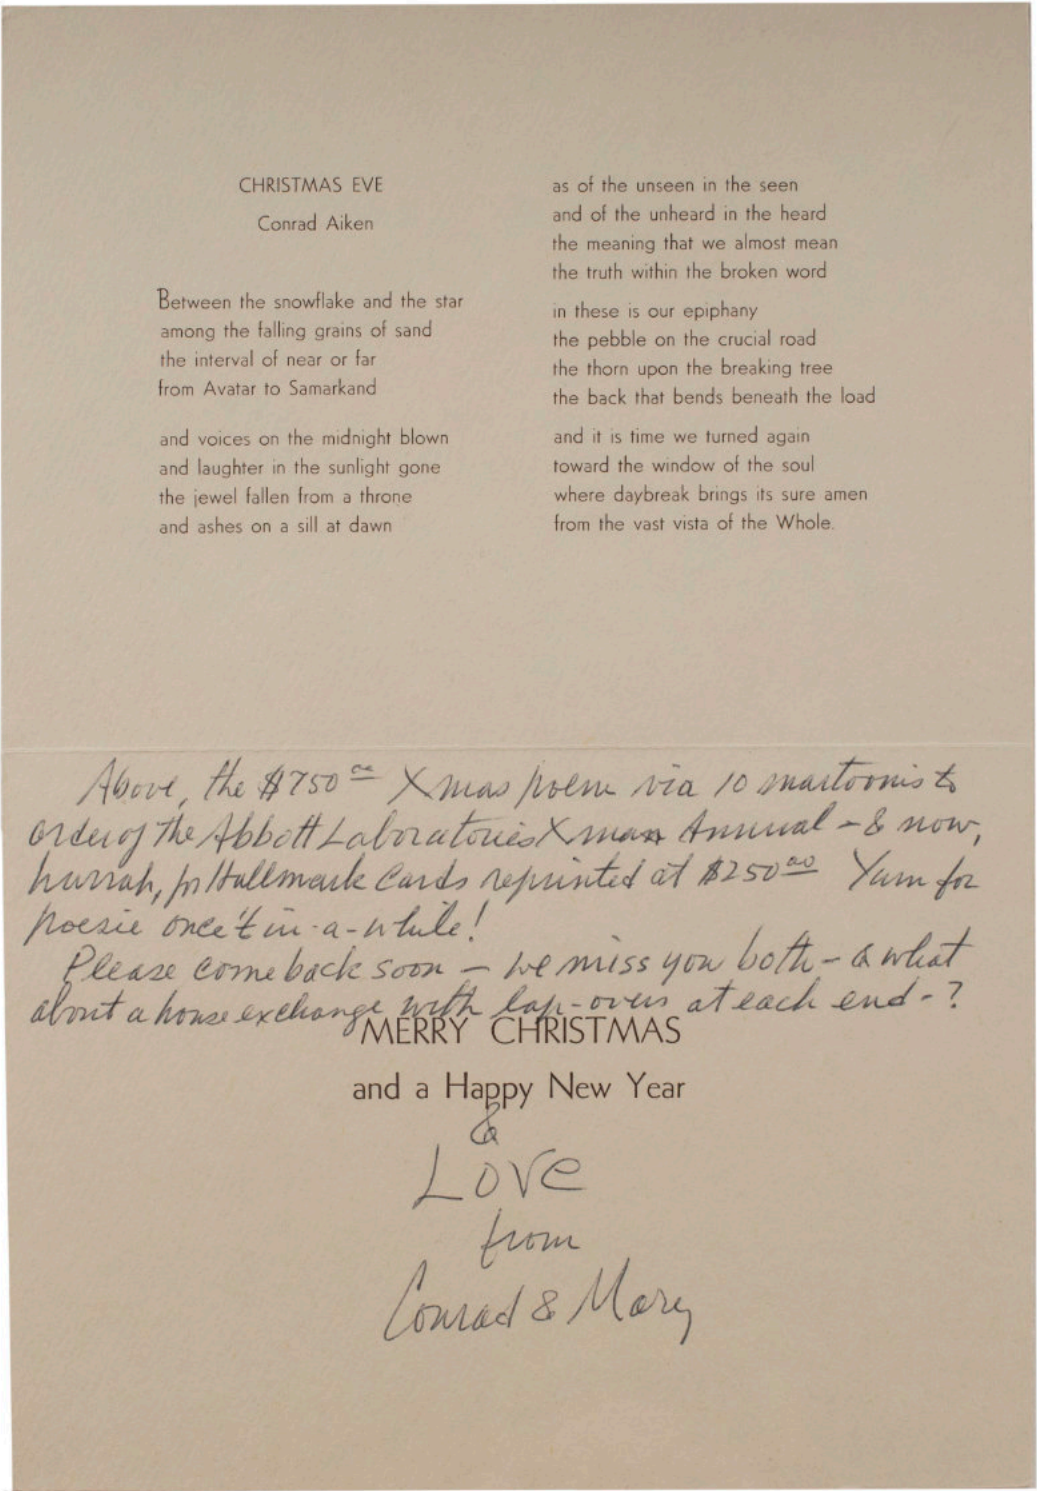 CHRISTMAS EVE
Conrad Aiken
Between the snowflake and the star
among the falling grains of sand
the interval of near or far
from Avatar to Samarkand
and voices on the midnight blown
and laughter in the sunlight gone
the jewel fallen from a throne
and ashes on a sill at dawn
as of the unseen in the seen
and of the unheard in the heard
the meaning that we almost mean
the truth within the broken word
in these is our epiphany
the pebble on the crucial road
the thorn upon the breaking tree
the back that bends beneath the load
and it is time we turned again
toward the window of the soul
where daybreak brings its sure amen
from the vast vista of the Whole.
Above, the $750.00 Xmas poem via 10 martoonis to
order of the Abbott Laboratories Xmas Annual - & now,
hurrah, for Hallmark Cards reprinted at $250.00 Yum for
poesie once't in-a-while!
Please come back soon - we miss you both - & what
about a house exchange with lap-overs at each end - ?
MERRY CHRISTMAS
and a Happy New Year
&
LOVE
from
Conrad & Mary